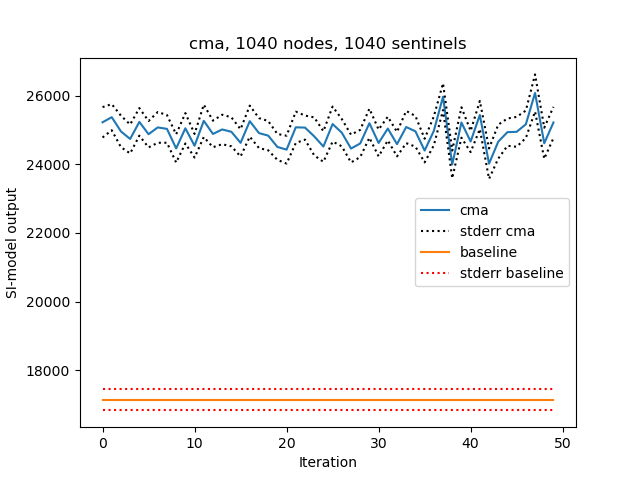 cma, 1040 nodes, 1040 sentinels
26000
24000
22000
20000
18000
SI-model output
cma
stderr cma
baseline
stderr baseline
0 10 20 30 40 50
Iteration